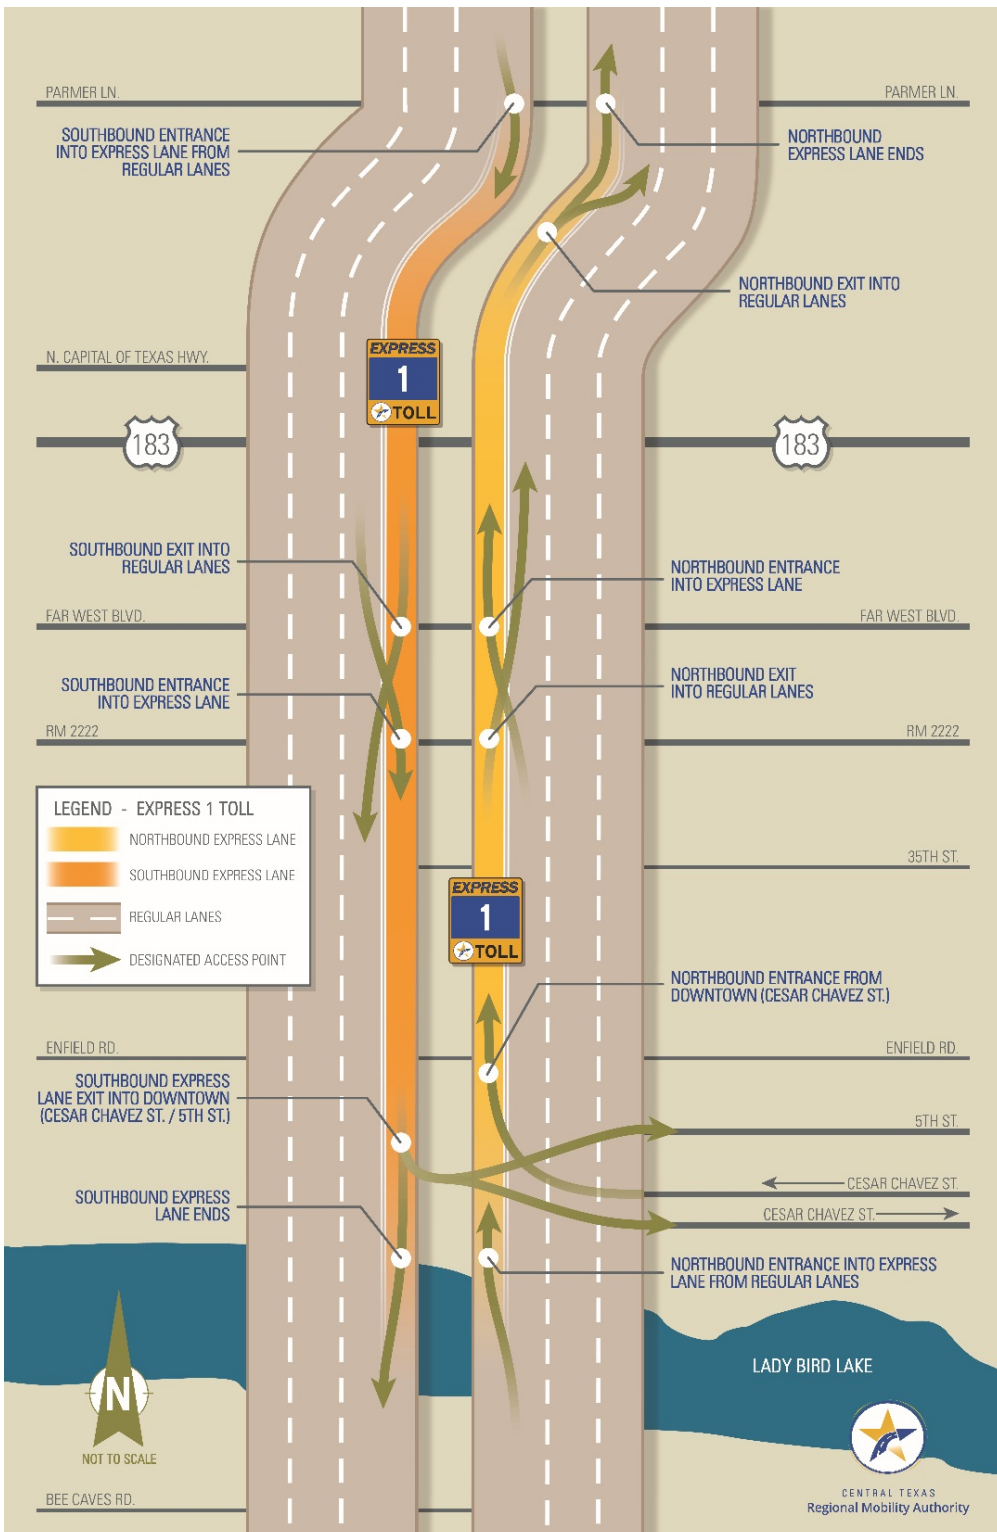 PARMER LN.
PARMER LN.
SOUTHBOUND ENTRANCE
INTO EXPRESS LANE FROM
REGULAR LANES
NORTHBOUND
EXPRESS LANE ENDS
NORTHBOUND EXIT INTO
REGULAR LANES
N. CAPITAL OF TEXAS HWY.
EXPRESS
1
TOLL
183
183
SOUTHBOUND EXIT INTO
REGULAR LANES
NORTHBOUND ENTRANCE
INTO EXPRESS LANE
FAR WEST BLVD.
FAR WEST BLVD.
SOUTHBOUND ENTRANCE
INTO EXPRESS LANE
NORTHBOUND EXIT
INTO REGULAR LANES
RM 2222
RM 2222
LEGEND - EXPRESS 1 TOLL
NORTHBOUND EXPRESS LANE
SOUTHBOUND EXPRESS LANE
REGULAR LANES
DESIGNATED ACCESS POINT
35TH ST.
EXPRESS
1
TOLL
NORTHBOUND ENTRANCE FROM
DOWNTOWN (CESAR CHAVEZ ST.)
ENFIELD RD.
ENFIELD RD.
SOUTHBOUND EXPRESS
LANE EXIT INTO DOWNTOWN
(CESAR CHAVEZ ST. / 5TH ST.)
5TH ST.
CESAR CHAVEZ ST.
CESAR CHAVEZ ST.
SOUTHBOUND EXPRESS
LANE ENDS
NORTHBOUND ENTRANCE INTO EXPRESS
LANE FROM REGULAR LANES
LADY BIRD LAKE
N
NOT TO SCALE
BEE CAVES RD.
CENTRAL TEXAS
Regional Mobility Authority